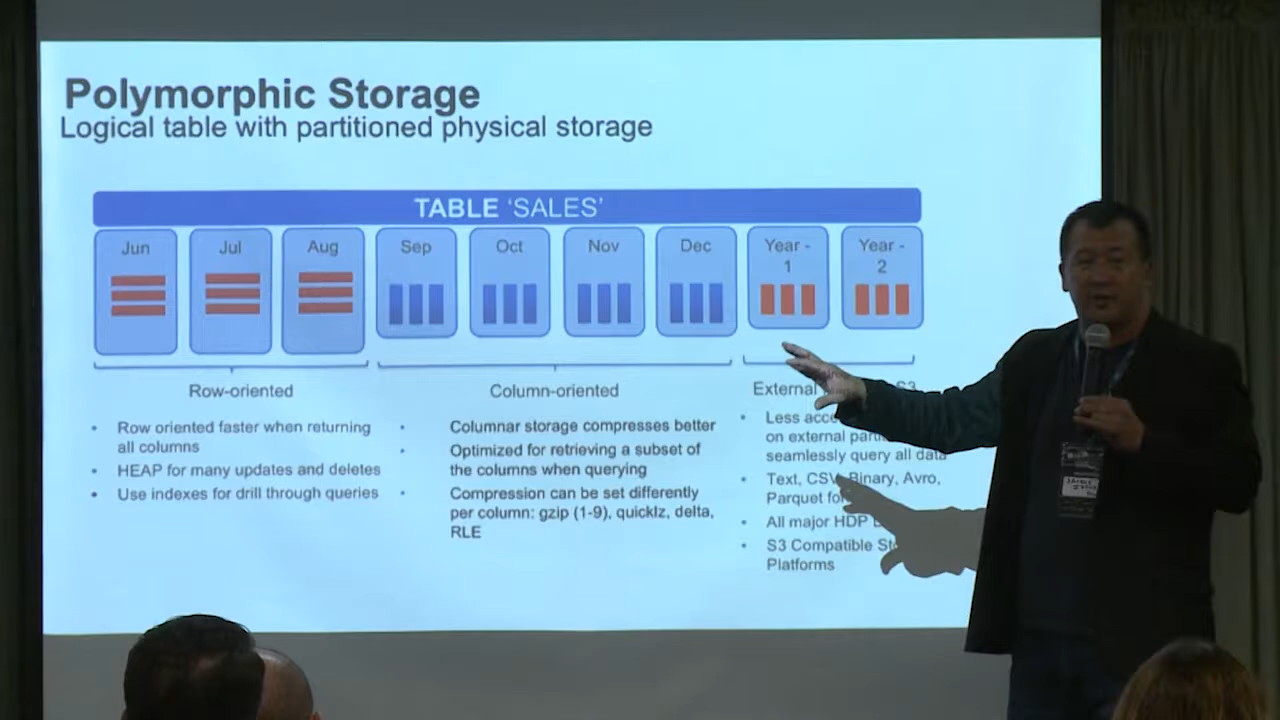 Polymorphic Storage
Logical table with partitioned physical storage
TABLE 'SALES'
Jun
Jul
Aug
Sep
Oct
Nov
Dec
Year -
1
Year -
2
Row-oriented
• Row oriented faster when returning
all columns
• HEAP for many updates and deletes
• Use indexes for drill through queries
Column-oriented
• Columnar storage compresses better
• Optimized for retrieving a subset of
the columns when querying
• Compression can be set differently
per column: gzip (1-9), quicklz, delta,
RLE
External S3
• Less
on external
seamlessly query all data
• Text, CSV, Binary, Avro,
Parquet
• All major HDP
• S3 Compatible
Platforms